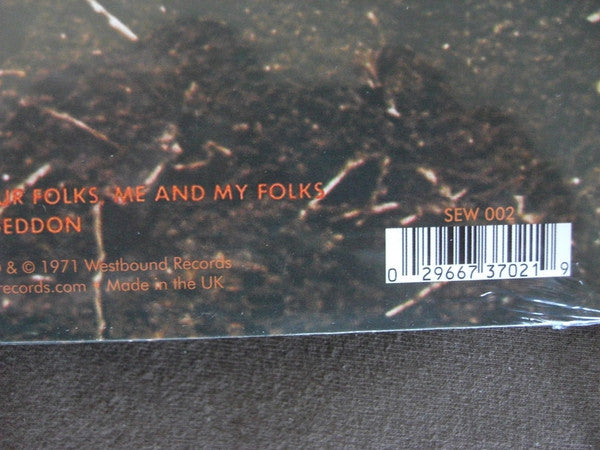 UR FOLKS, ME AND MY FOLKS
EDDON
& © 1971 Westbound Records
records.com Made in the UK
SEW 002
0 29667 37021 9